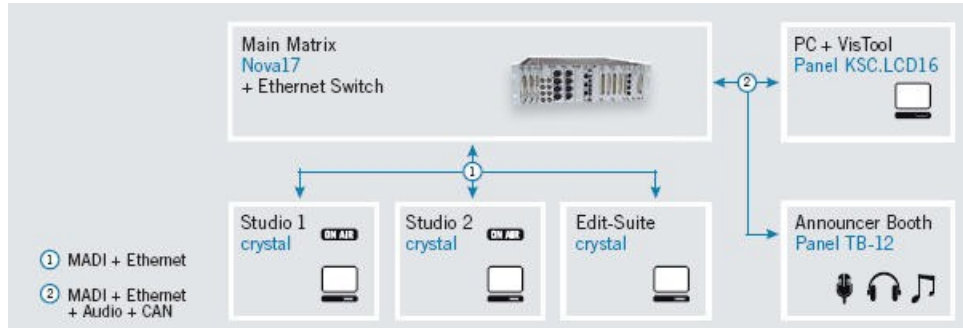 Main Matrix
Nova17
+ Ethernet Switch
PC + VisTool
Panel KSC.LCD16
2
1
Studio 1
crystal
ON AIR
Studio 2
crystal
ON AIR
Edit-Suite
crystal
Announcer Booth
Panel TB-12
1 MADI + Ethernet
2 MADI + Ethernet
+ Audio + CAN